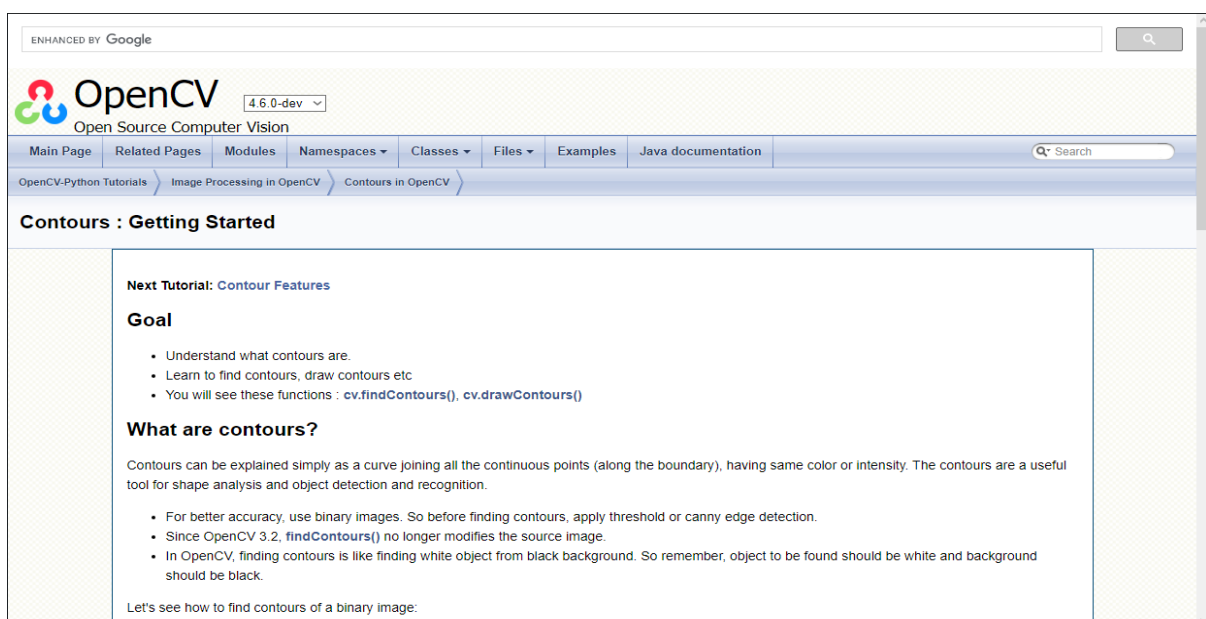 ENHANCED BY Google
OpenCV 4.6.0-dev
Open Source Computer Vision
Main Page Related Pages Modules Namespaces Classes Files Examples Java documentation Search
OpenCV-Python Tutorials Image Processing in OpenCV Contours in OpenCV
Contours : Getting Started
Next Tutorial: Contour Features
Goal
• Understand what contours are.
• Learn to find contours, draw contours etc
• You will see these functions : cv.findContours(), cv.drawContours()
What are contours?
Contours can be explained simply as a curve joining all the continuous points (along the boundary), having same color or intensity. The contours are a useful
tool for shape analysis and object detection and recognition.
• For better accuracy, use binary images. So before finding contours, apply threshold or canny edge detection.
• Since OpenCV 3.2, findContours() no longer modifies the source image.
• In OpenCV, finding contours is like finding white object from black background. So remember, object to be found should be white and background
should be black.
Let's see how to find contours of a binary image: